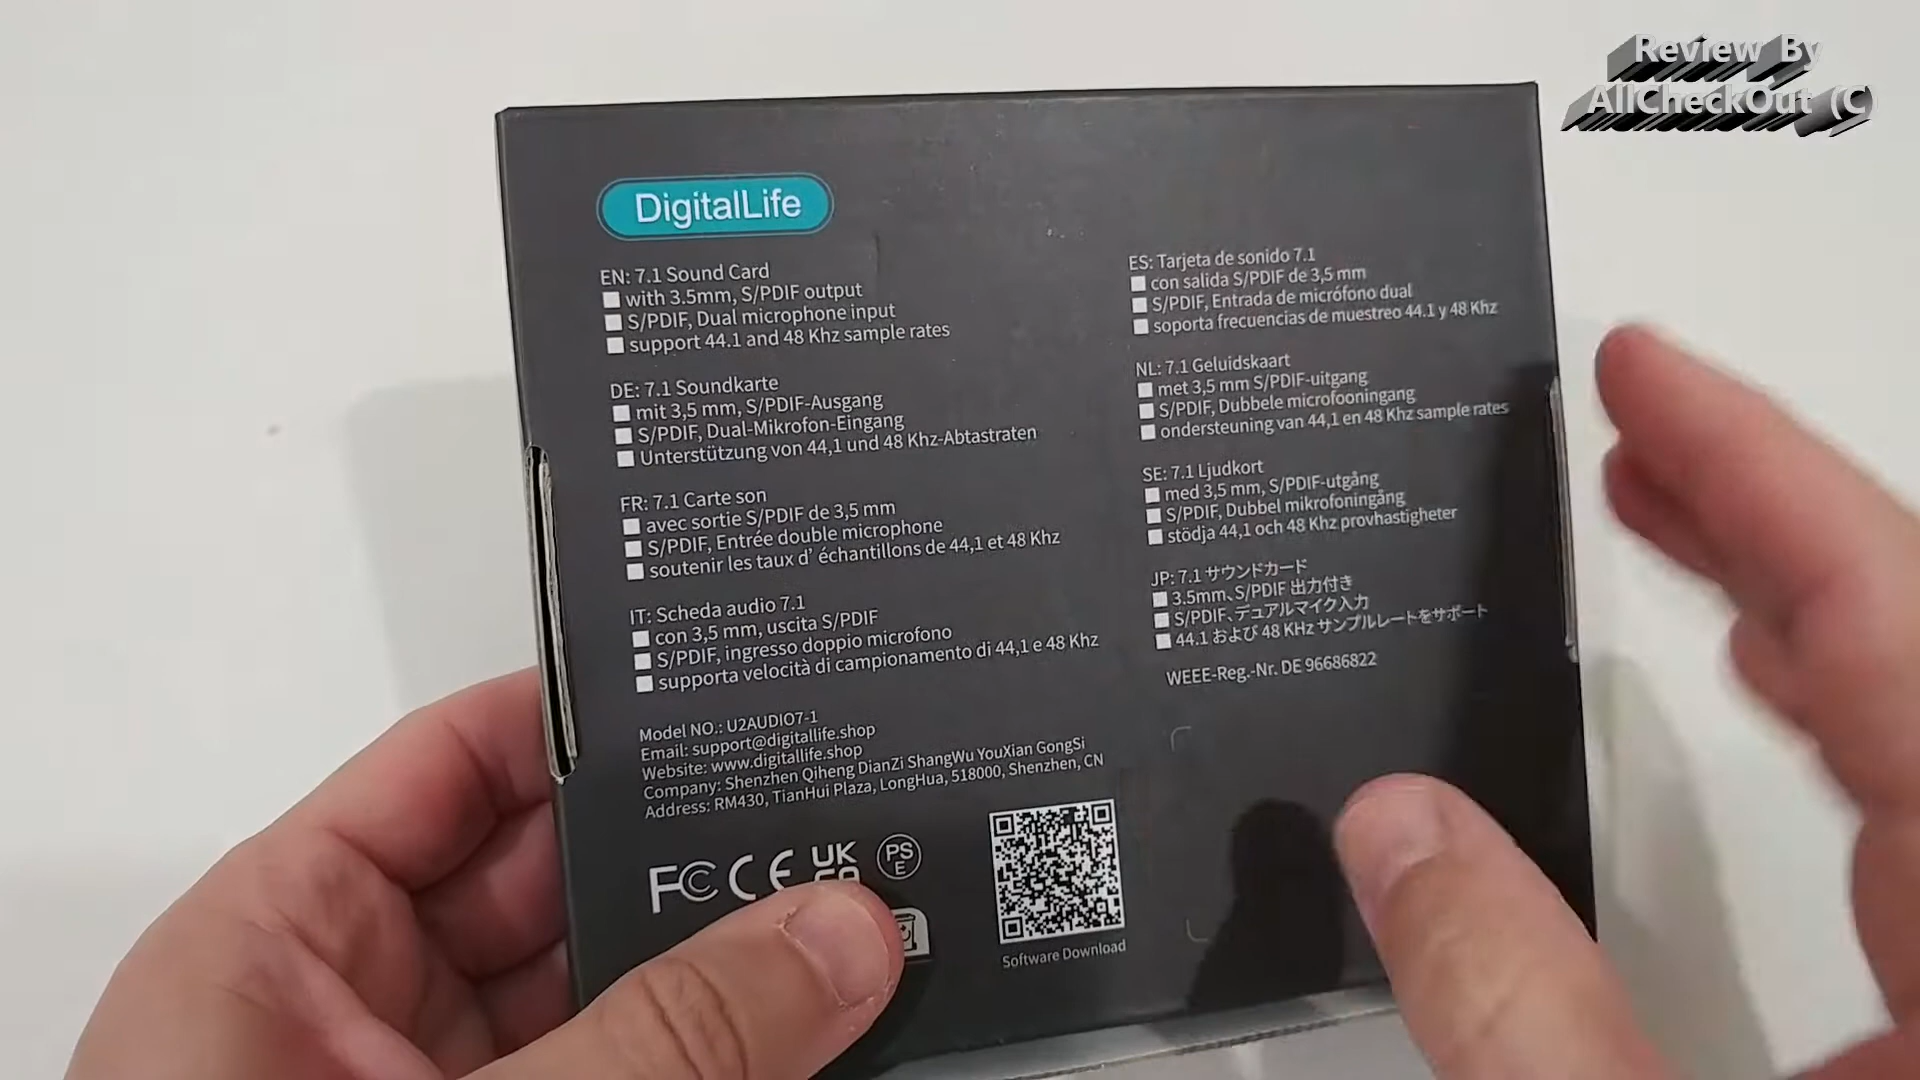 Review By
AllCheckOut (C)
DigitalLife
EN: 7.1 Sound Card
with 3.5mm, S/PDIF output
S/PDIF, Dual microphone input
support 44.1 and 48 Khz sample rates
DE: 7.1 Soundkarte
mit 3,5 mm, S/PDIF-Ausgang
S/PDIF, Dual-Mikrofon-Eingang
Unterstützung von 44,1 und 48 Khz-Abtastraten
FR: 7.1 Carte son
avec sortie S/PDIF de 3,5 mm
S/PDIF, Entrée double microphone
soutenir les taux d’ échantillons de 44,1 et 48 Khz
IT: Scheda audio 7.1
con 3,5 mm, uscita S/PDIF
S/PDIF, ingresso doppio microfono
supporta velocità di campionamento di 44,1 e 48 Khz
Model NO.: U2AUDIO7-1
Email: support@digitallife.shop
Website: www.digitallife.shop
Company: Shenzhen Qiheng DianZi ShangWu YouXian GongSi
Address: RM430, TianHui Plaza, LongHua, 518000, Shenzhen, CN
FC CE UK CA PS E
Software Download
ES: Tarjeta de sonido 7.1
con salida S/PDIF de 3,5 mm
S/PDIF, Entrada de micrófono dual
soporta frecuencias de muestreo 44.1 y 48 Khz
NL: 7.1 Geluidskaart
met 3,5 mm S/PDIF-uitgang
S/PDIF, Dubbele microfooningang
ondersteuning van 44,1 en 48 Khz sample rates
SE: 7.1 Ljudkort
med 3,5 mm, S/PDIF-utgång
S/PDIF, Dubbel mikrofoningång
stödja 44,1 och 48 Khz provhastigheter
JP: 7.1 サウンドカード
3.5mm、S/PDIF 出力付き
S/PDIF、デュアルマイク入力
44.1 および 48 KHz サンプルレートをサポート
WEEE-Reg.-Nr. DE 96686822